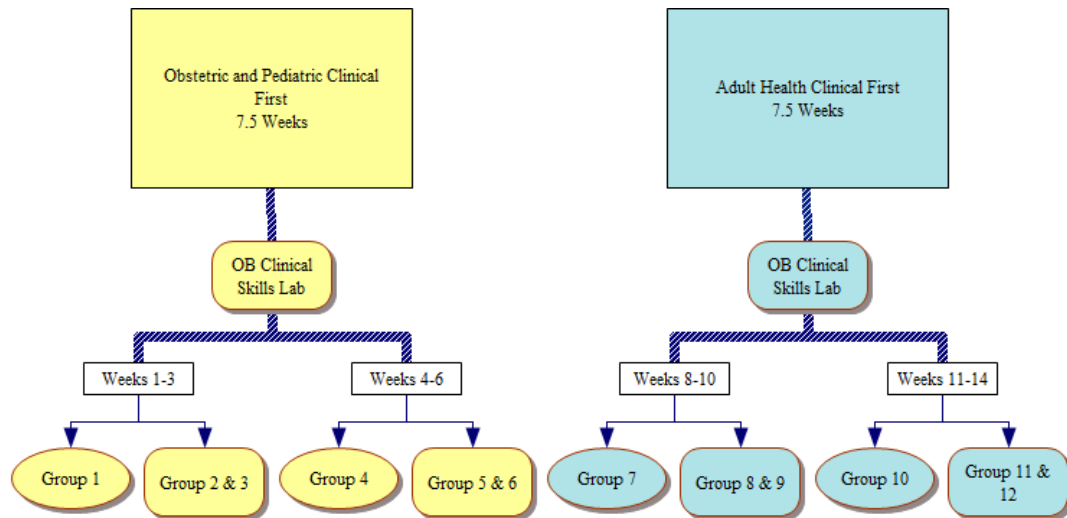 Obstetric and Pediatric Clinical
First
7.5 Weeks
Adult Health Clinical First
7.5 Weeks
OB Clinical
Skills Lab
OB Clinical
Skills Lab
Weeks 1-3
Weeks 4-6
Weeks 8-10
Weeks 11-14
Group 1
Group 2 & 3
Group 4
Group 5 & 6
Group 7
Group 8 & 9
Group 10
Group 11 &
12